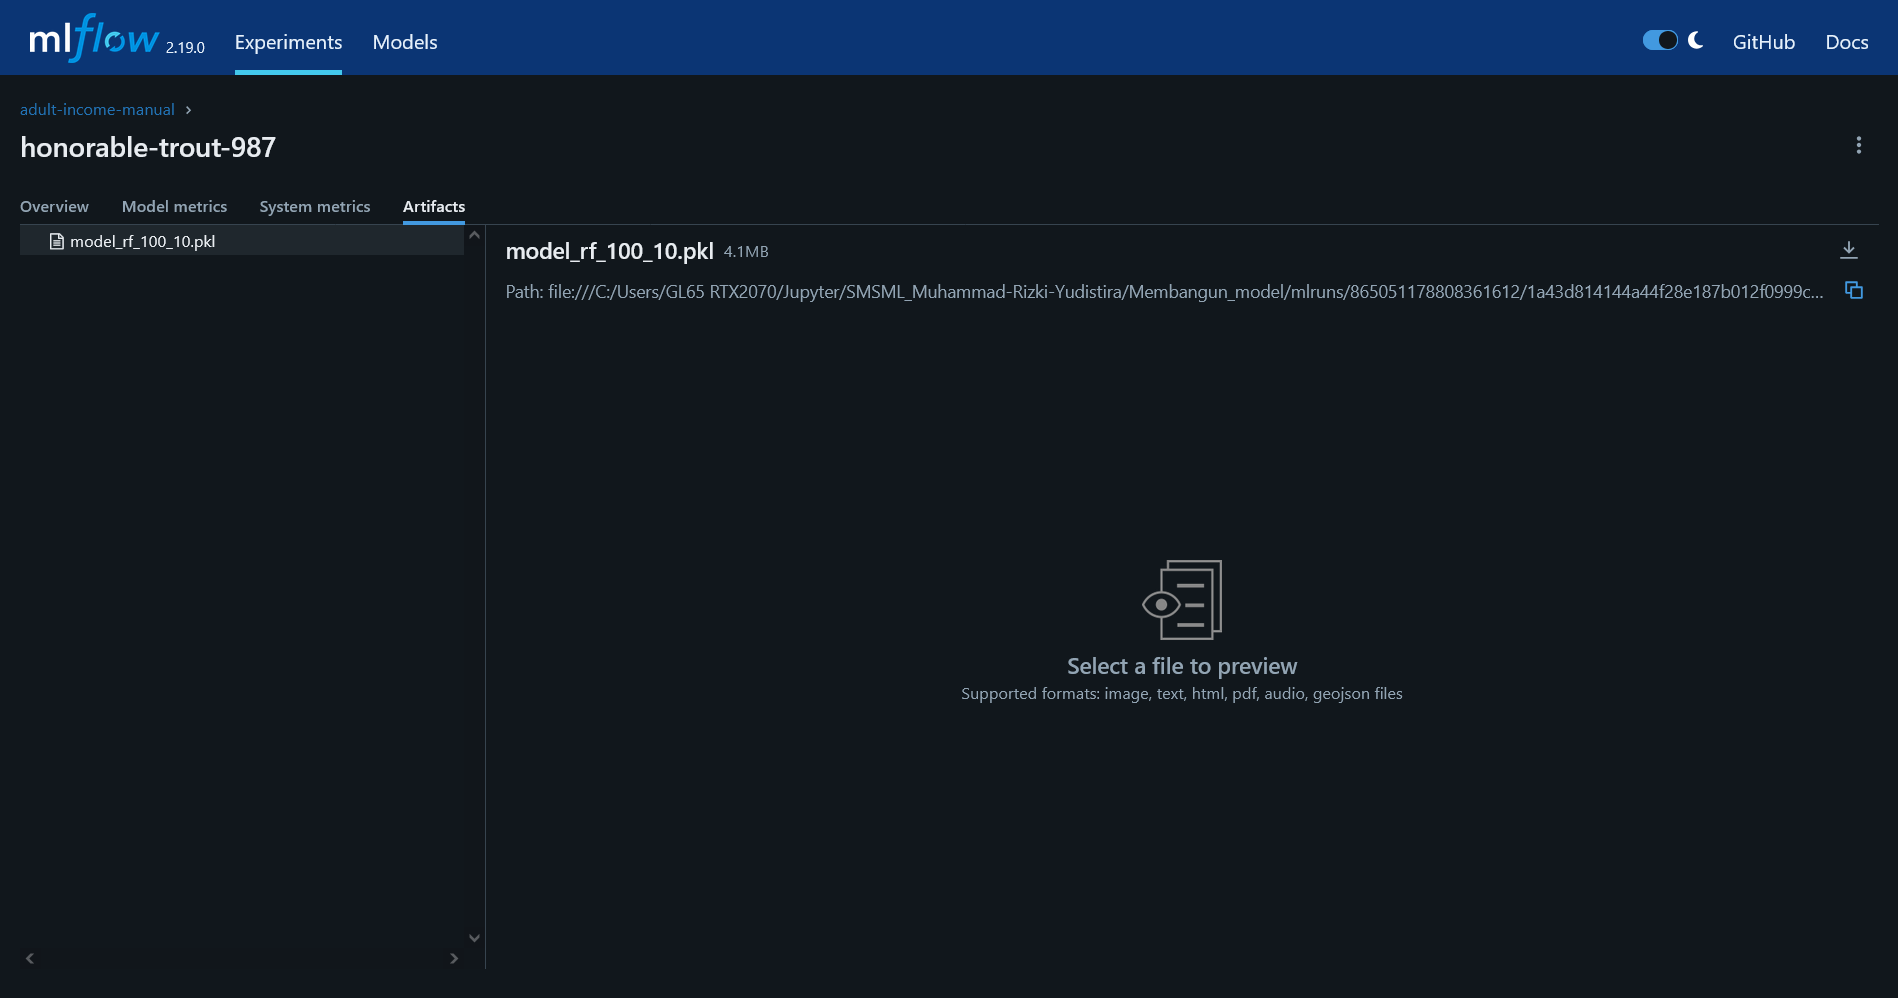 mlflow 2.19.0 Experiments Models GitHub Docs
adult-income-manual
honorable-trout-987
Overview Model metrics System metrics Artifacts
model_rf_100_10.pkl
model_rf_100_10.pkl 4.1MB
Path: file:///C:/Users/GL65 RTX2070/Jupyter/SMSML_Muhammad-Rizki-Yudistira/Membangun_model/mlruns/865051178808361612/1a43d814144a44f28e187b012f0999c...
Select a file to preview
Supported formats: image, text, html, pdf, audio, geojson files